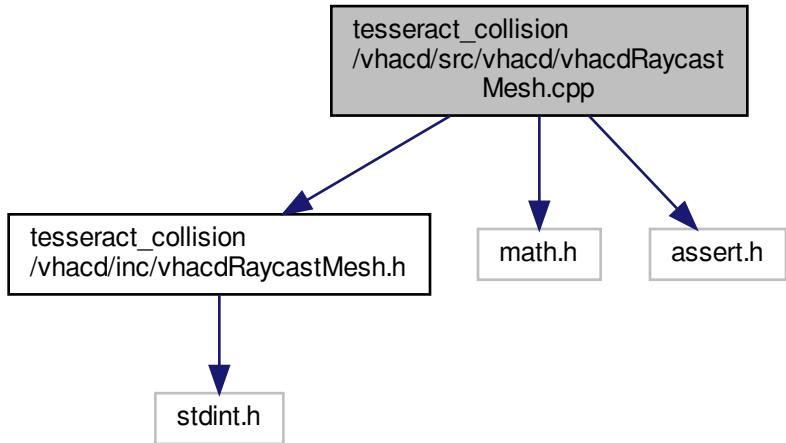 tesseract_collision
/vhacd/src/vhacd/vhacdRaycast
Mesh.cpp
tesseract_collision
/vhacd/inc/vhacdRaycastMesh.h
math.h
assert.h
stdint.h